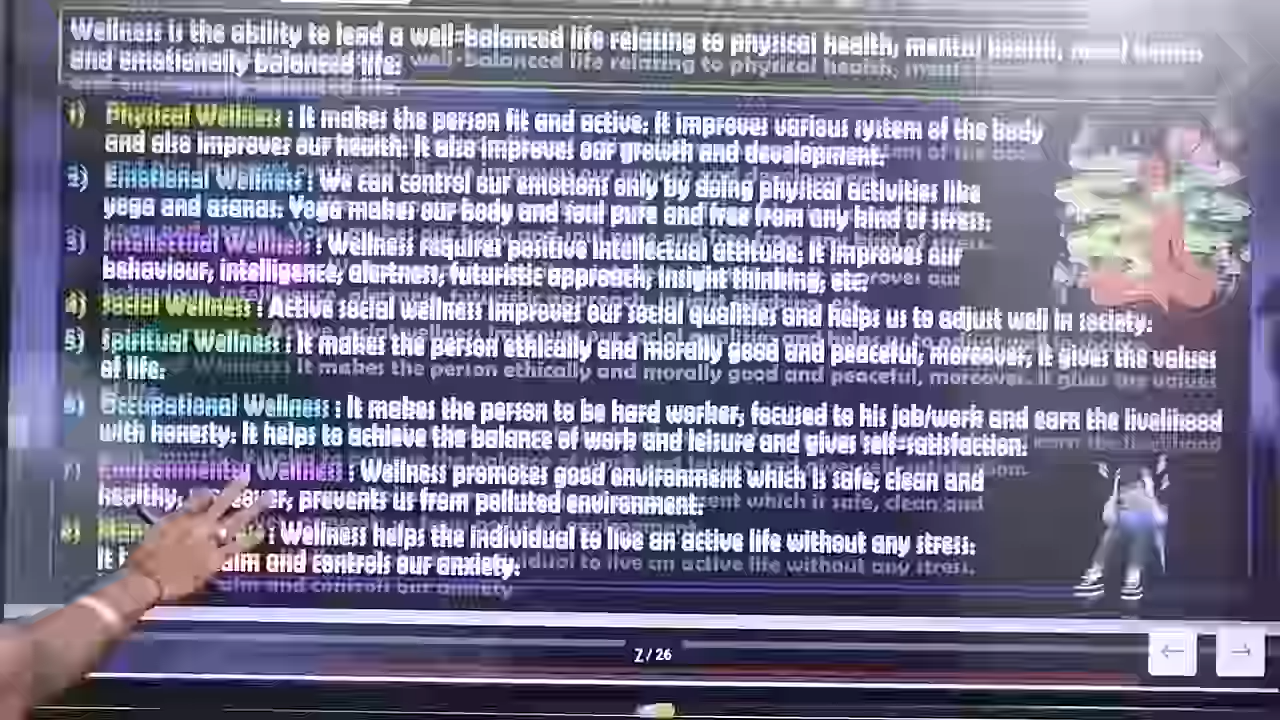 Wellness is the ability to lead a well-balanced life relating to physical health, mental health,
and emotionally balanced life.
1) Physical Wellness : It makes the person fit and active. It improves various system of the body
and also improves our health. It also improves our growth and development.
2) Emotional Wellness : We can control our emotions only by doing physical activities like
yoga and asanas. Yoga makes our body and soul pure and free from any kind of stress.
3) Intellectual Wellness : Wellness requires positive intellectual attitude. It improves our
behaviour, intelligence, alertness, futuristic approach, insight thinking, etc.
4) Social Wellness : Active social wellness improves our social qualities and helps us to adjust well in society.
5) Spiritual Wellness : It makes the person ethically and morally good and peaceful, moreover, it gives the values
of life.
6) Occupational Wellness : It makes the person to be hard worker, focused to his job/work and earn the livelihood
with honesty. It helps to achieve the balance of work and leisure and gives self-satisfaction.
7) Environmental Wellness : Wellness promotes good environment which is safe, clean and
healthy, prevents us from polluted environment.
8) : Wellness helps the individual to live an active life without any stress.
It and controls our anxiety.
7 / 26
← →